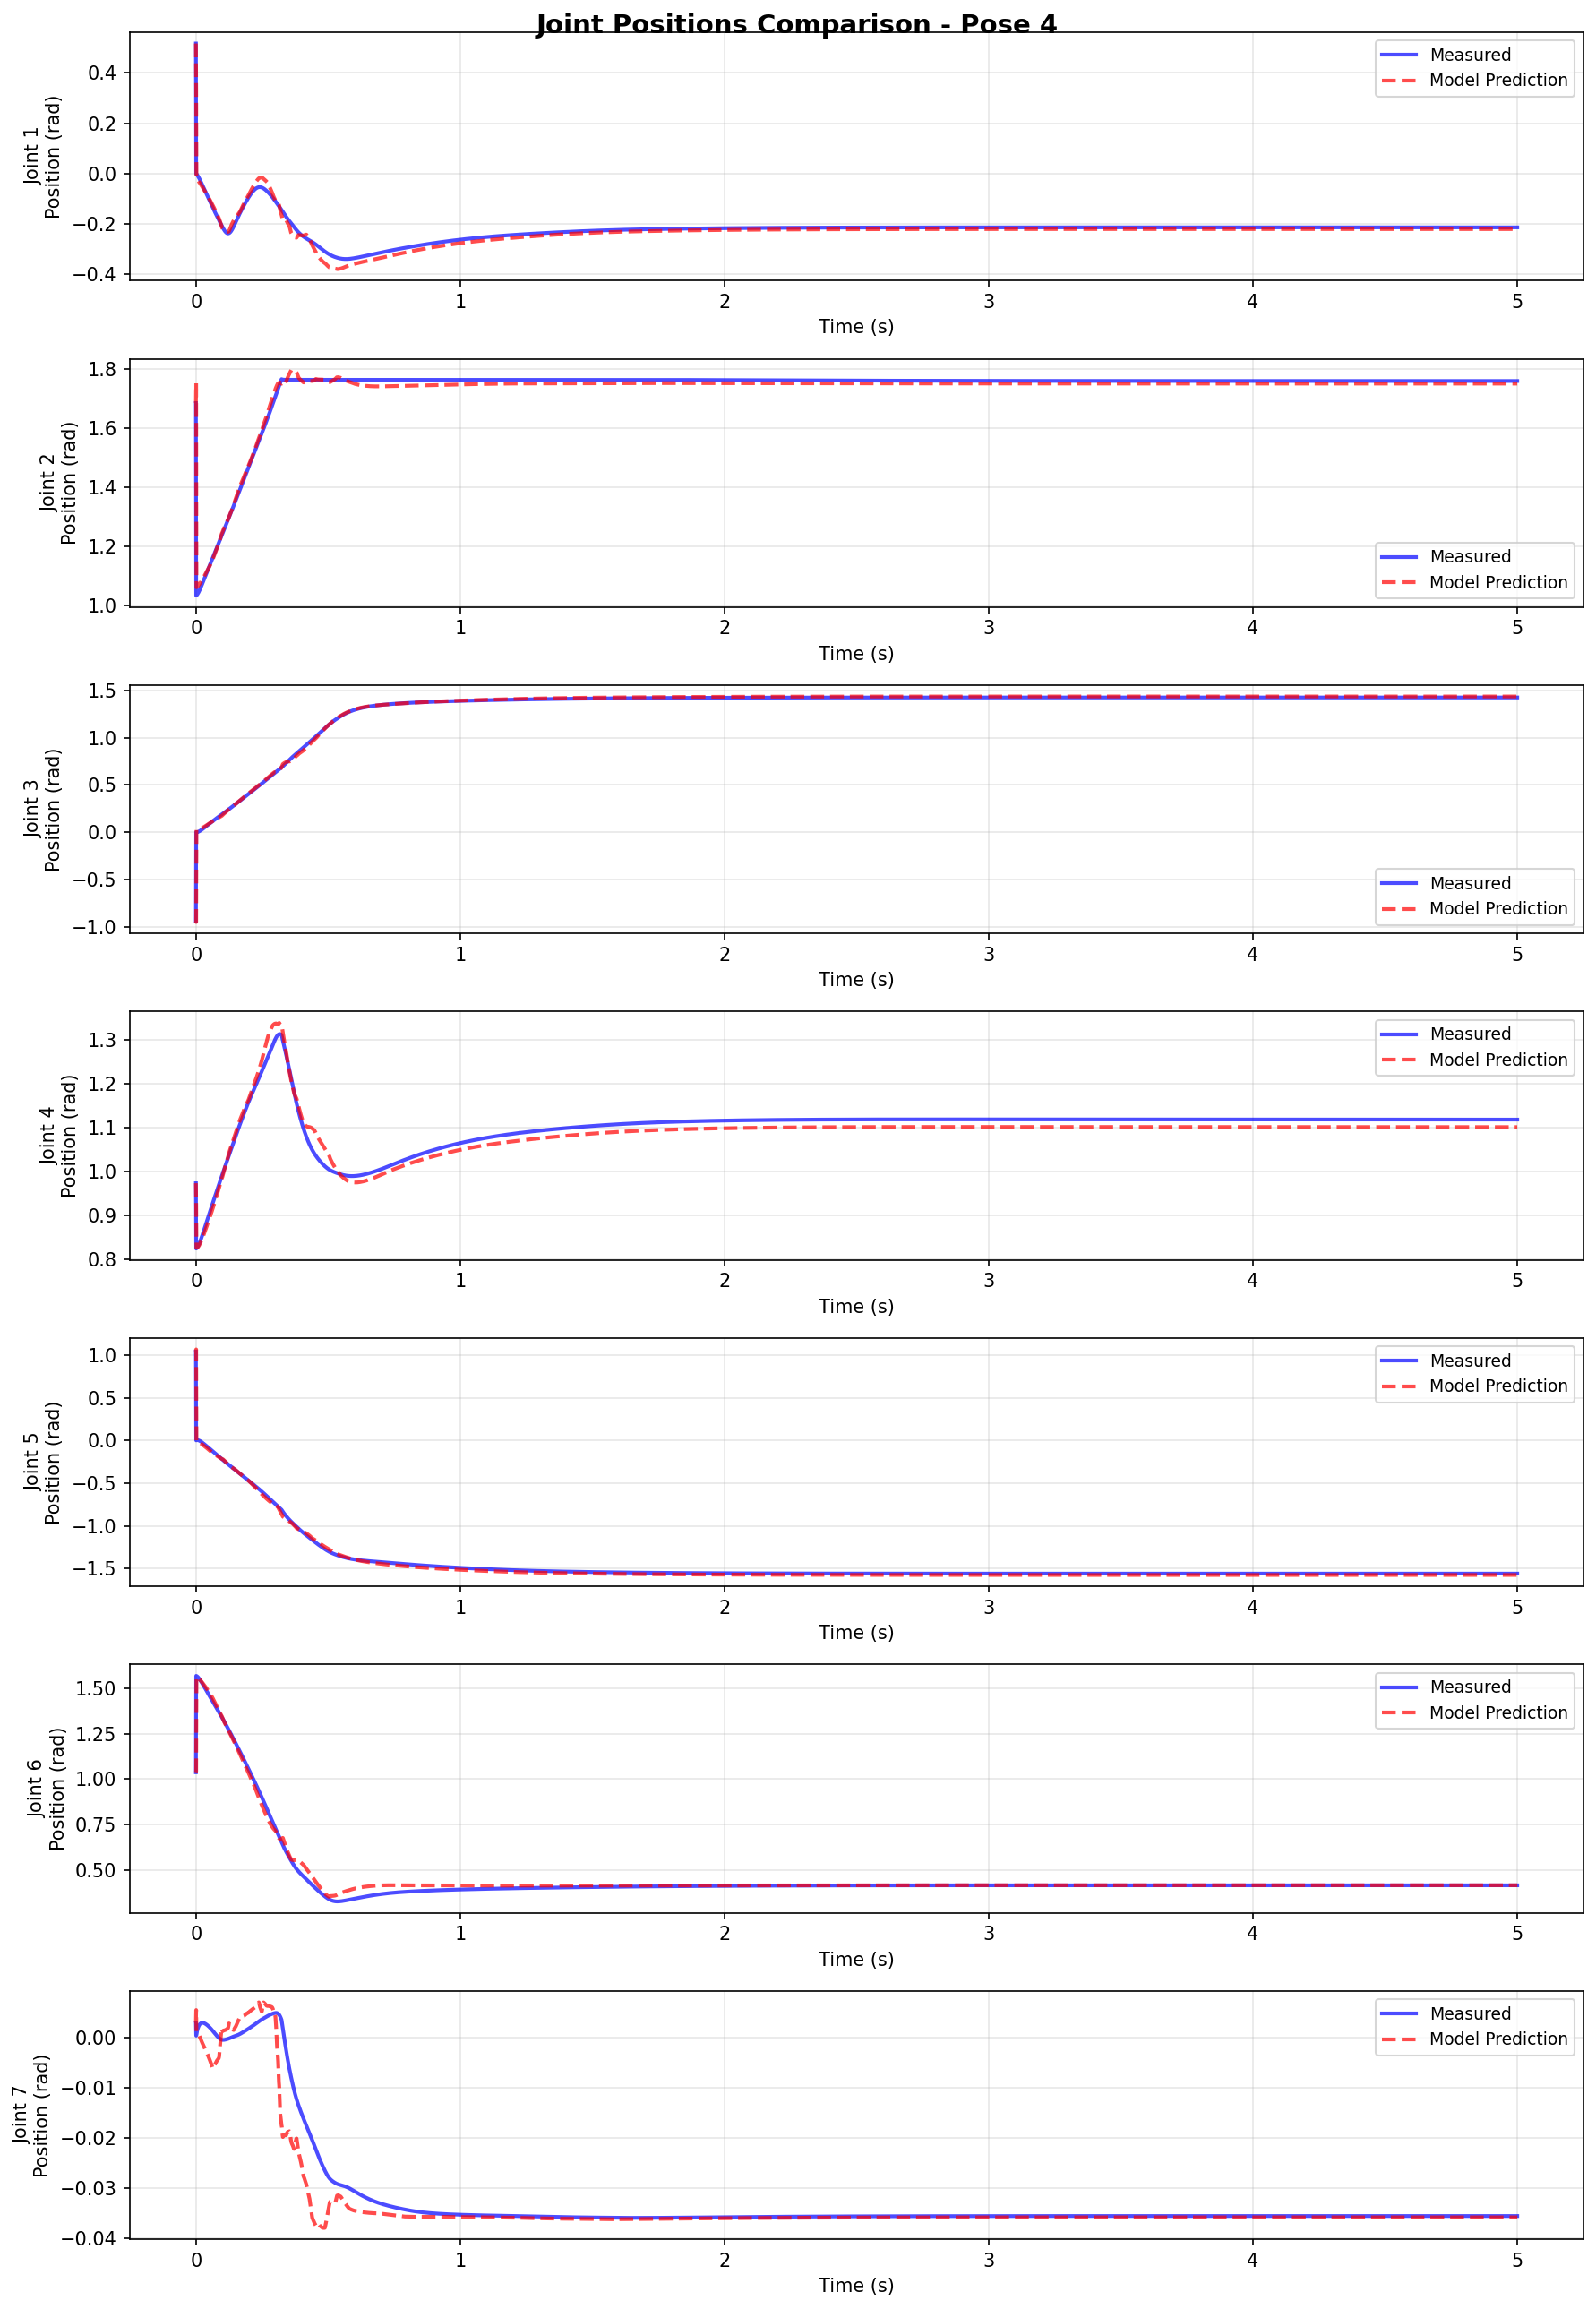 Joint Positions Comparison - Pose 4
Joint 1
Position (rad)
0.4
0.2
0.0
−0.2
−0.4
Measured
Model Prediction
0 1 2 3 4 5
Time (s)
Joint 2
Position (rad)
1.8
1.6
1.4
1.2
1.0
Measured
Model Prediction
0 1 2 3 4 5
Time (s)
Joint 3
Position (rad)
1.5
1.0
0.5
0.0
−0.5
−1.0
Measured
Model Prediction
0 1 2 3 4 5
Time (s)
Joint 4
Position (rad)
1.3
1.2
1.1
1.0
0.9
0.8
Measured
Model Prediction
0 1 2 3 4 5
Time (s)
Joint 5
Position (rad)
1.0
0.5
0.0
−0.5
−1.0
−1.5
Measured
Model Prediction
0 1 2 3 4 5
Time (s)
Joint 6
Position (rad)
1.50
1.25
1.00
0.75
0.50
Measured
Model Prediction
0 1 2 3 4 5
Time (s)
Joint 7
Position (rad)
0.00
−0.01
−0.02
−0.03
−0.04
Measured
Model Prediction
0 1 2 3 4 5
Time (s)